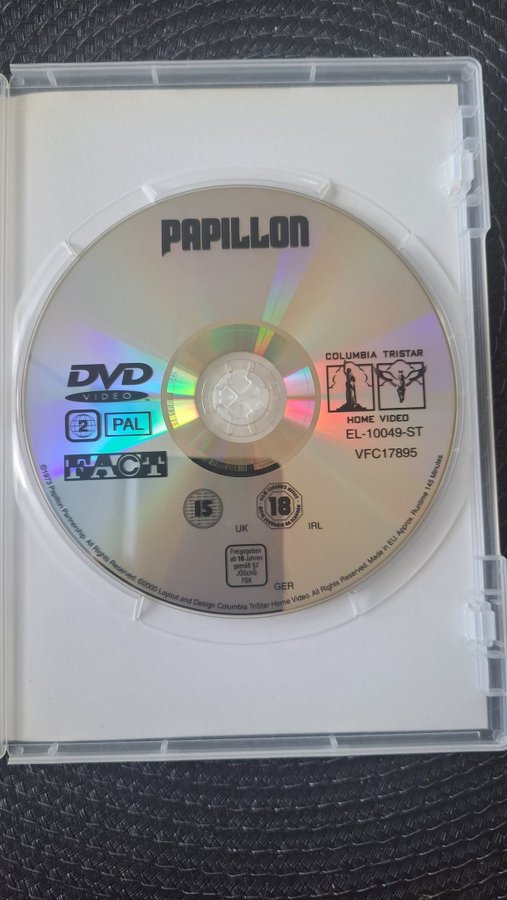 PAPILLON
DVD
VIDEO
2
PAL
FACT
COLUMBIA TRISTAR
HOME VIDEO
EL-10049-ST
VFC17895
15
UK
18
IRL
Freigegeben
ab 16 Jahren
gemäß §7
JÖSchG
FSK
GER
©1973 Papillon Partnership. All Rights Reserved. ©2000 Layout and Design Columbia TriStar Home Video. All Rights Reserved. Made in EU. Approx. Runtime 145 Minutes.